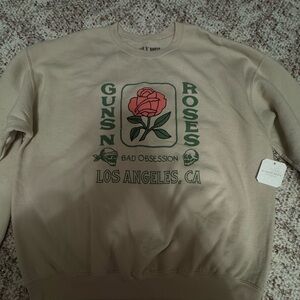 GUNS N
ROSES
BAD OBSESSION
LOS ANGELES, CA